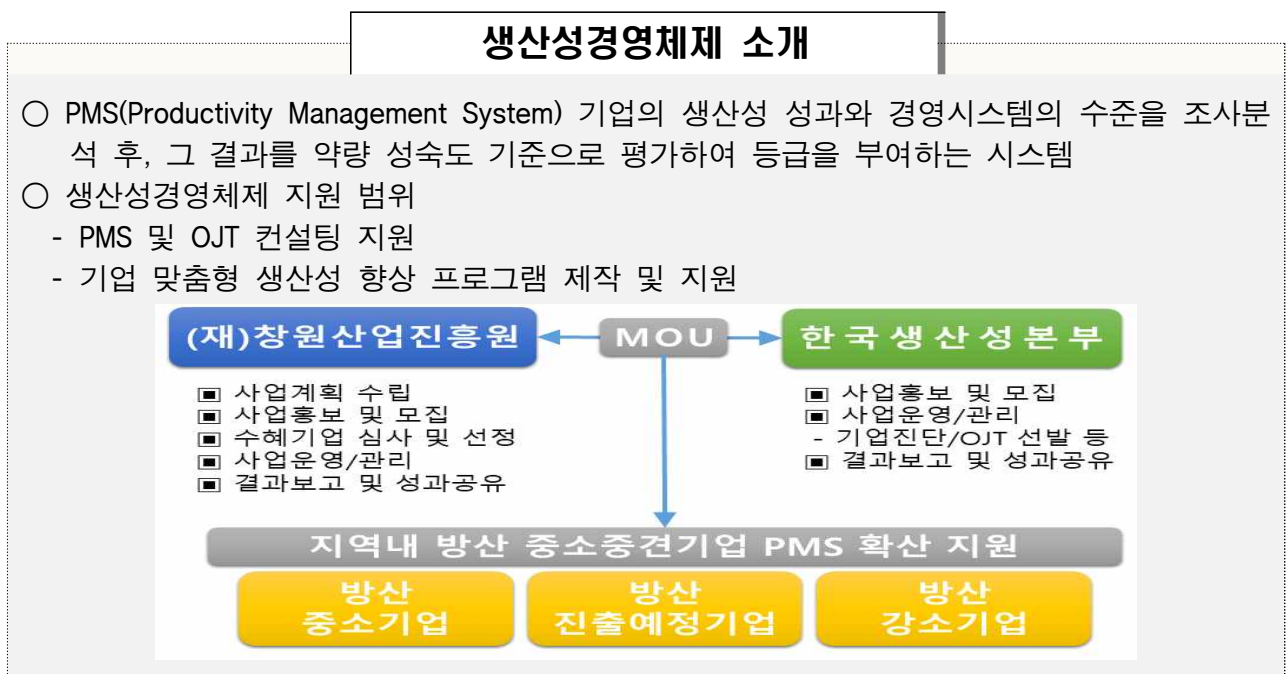 생산성경영체제 소개
○ PMS(Productivity Management System) 기업의 생산성 성과와 경영시스템의 수준을 조사분
석 후, 그 결과를 약량 성숙도 기준으로 평가하여 등급을 부여하는 시스템
○ 생산성경영체제 지원 범위
- PMS 및 OJT 컨설팅 지원
- 기업 맞춤형 생산성 향상 프로그램 제작 및 지원
(재)창원산업진흥원
MOU
한국생산성본부
▣ 사업계획 수립
▣ 사업홍보 및 모집
▣ 수혜기업 심사 및 선정
▣ 사업운영/관리
▣ 결과보고 및 성과공유
▣ 사업홍보 및 모집
▣ 사업운영/관리
- 기업진단/OJT 선발 등
▣ 결과보고 및 성과공유
지역내 방산 중소중견기업 PMS 확산 지원
방산
중소기업
방산
진출예정기업
방산
강소기업